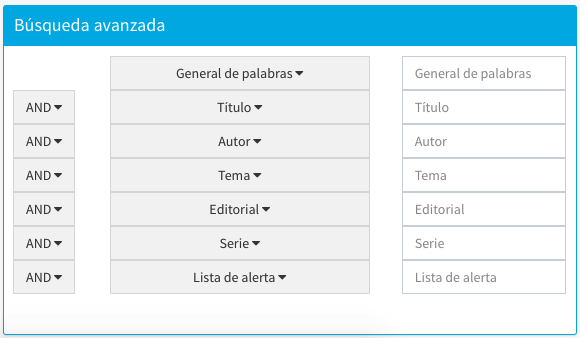 Búsqueda avanzada
General de palabras General de palabras
AND Título Título
AND Autor Autor
AND Tema Tema
AND Editorial Editorial
AND Serie Serie
AND Lista de alerta Lista de alerta